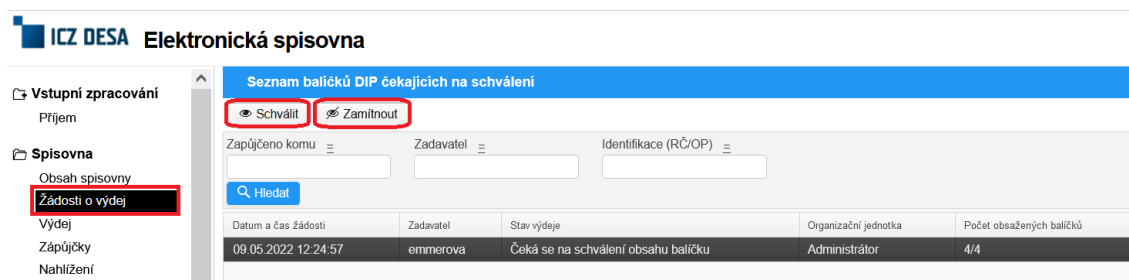 ICZ DESA Elektronická spisovna
Vstupní zpracování
Příjem
Spisovna
Obsah spisovny
Žádosti o výdej
Výdej
Zápůjčky
Nahlížení
Seznam balíčků DIP čekajících na schválení
Schválit Zamítnout
Zapůjčeno komu = Zadavatel = Identifikace (RČ/OP) =
Hledat
Datum a čas žádosti Zadavatel Stav výdeje Organizační jednotka Počet obsažených balíčků
09.05.2022 12:24:57 emmerova Čeká se na schválení obsahu balíčku Administrátor 4/4